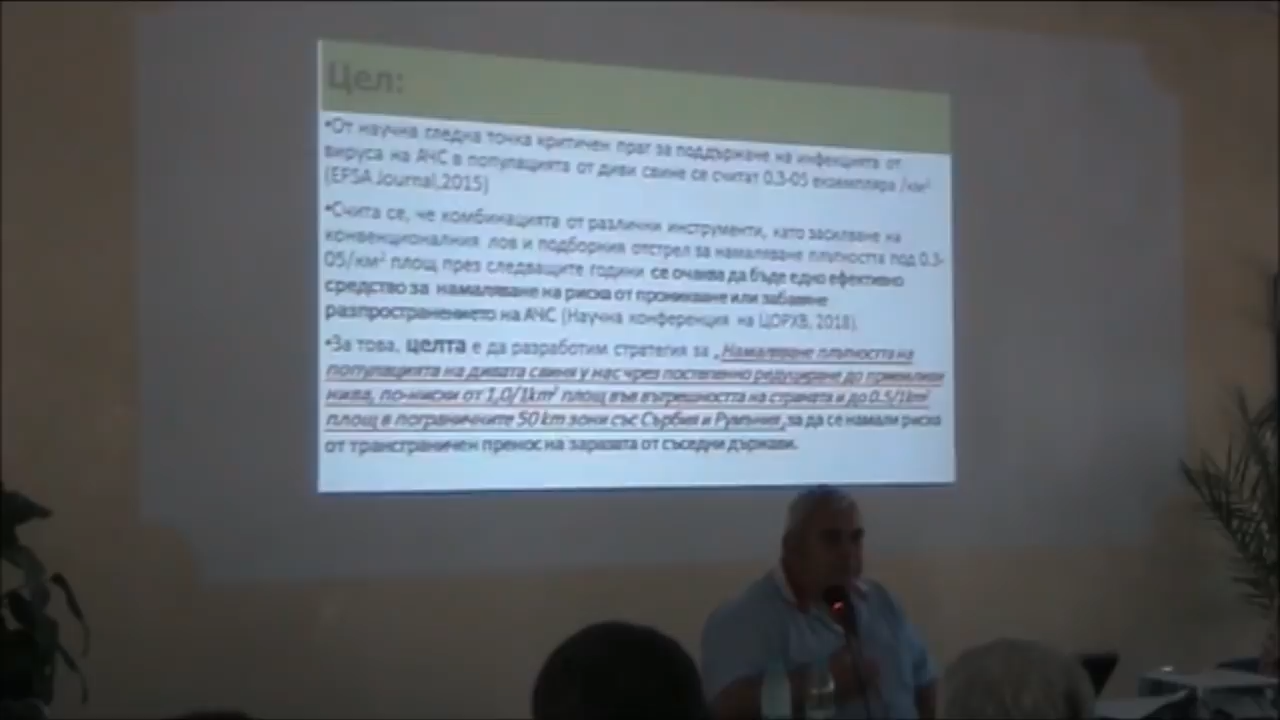 Цел:
•От научна гледна точка критичен праг за поддържане на инфекцията от
вируса на АЧС в популацията от диви свине се считат 0.3-05 екземпляра /км²
(EFSA Journal,2015)
•Счита се, че комбинацията от различни инструменти, като засилване на
конвенционалния лов и подборния отстрел за намаляване плътността под 0.3-
05/км² площ през следващите години се очаква да бъде едно ефективно
средство за намаляване на риска от проникване или забавяне
разпространението на АЧС (Научна конференция на ЦОРХВ, 2018).
•За това, целта е да разработим стратегия за „Намаляване плътността на
популацията на дивата свиня у нас чрез постепенно редуциране до приемливи
нива, по-ниски от 1,0/1km² площ във вътрешността на страната и до 0.5/1km²
площ в пограничните 50 km зони със Сърбия и Румъния, за да се намали риска
от трансграничен пренос на заразата от съседни държави.